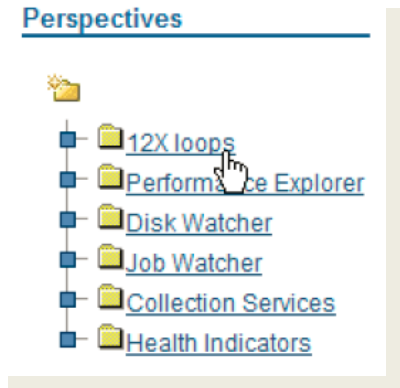 Perspectives
12X loops
Performance Explorer
Disk Watcher
Job Watcher
Collection Services
Health Indicators